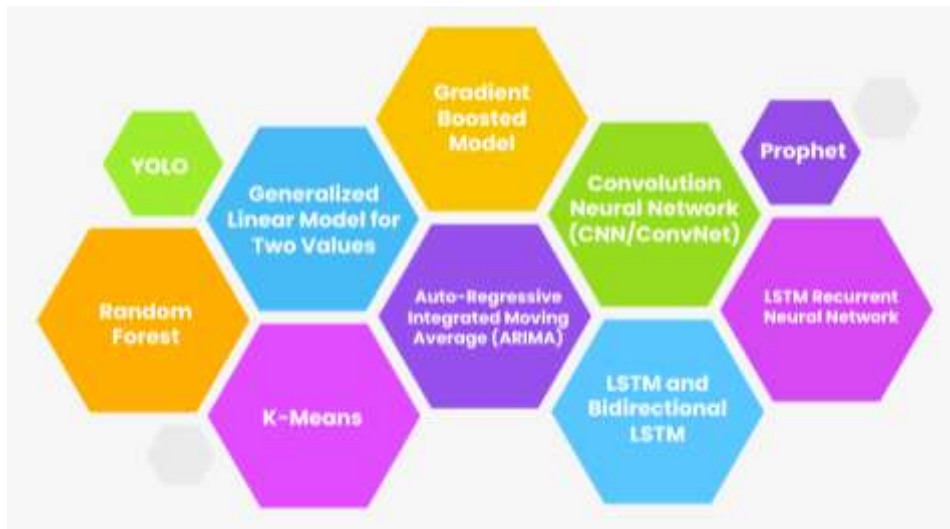 Gradient
Boosted
Model
YOLO
Prophet
Generalized
Linear Model for
Two Values
Convolution
Neural Network
(CNN/ConvNet)
Random
Forest
Auto-Regressive
Integrated Moving
Average (ARIMA)
LSTM Recurrent
Neural Network
K-Means
LSTM and
Bidirectional
LSTM